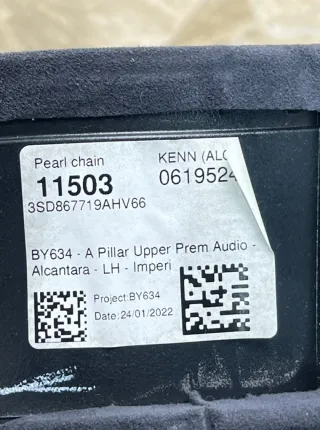 Pearl chain KENN (ALC
11503 0619524
3SD867719AHV66
BY634 - A Pillar Upper Prem Audio -
Alcantara - LH - Imperi
Project:BY634
Date:24/01/2022